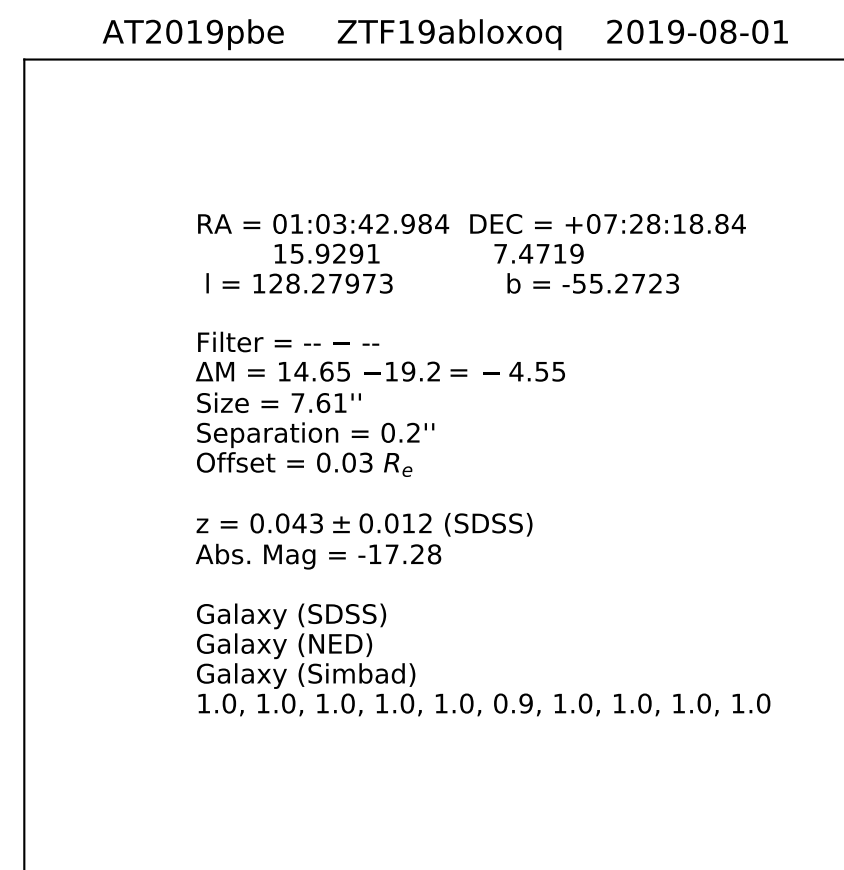 AT2019pbe ZTF19abloxoq 2019-08-01
RA = 01:03:42.984 DEC = +07:28:18.84
15.9291 7.4719
l = 128.27973 b = -55.2723
Filter = -- − --
ΔM = 14.65 −19.2 = − 4.55
Size = 7.61''
Separation = 0.2''
Offset = 0.03 Re
z = 0.043 ± 0.012 (SDSS)
Abs. Mag = -17.28
Galaxy (SDSS)
Galaxy (NED)
Galaxy (Simbad)
1.0, 1.0, 1.0, 1.0, 1.0, 0.9, 1.0, 1.0, 1.0, 1.0